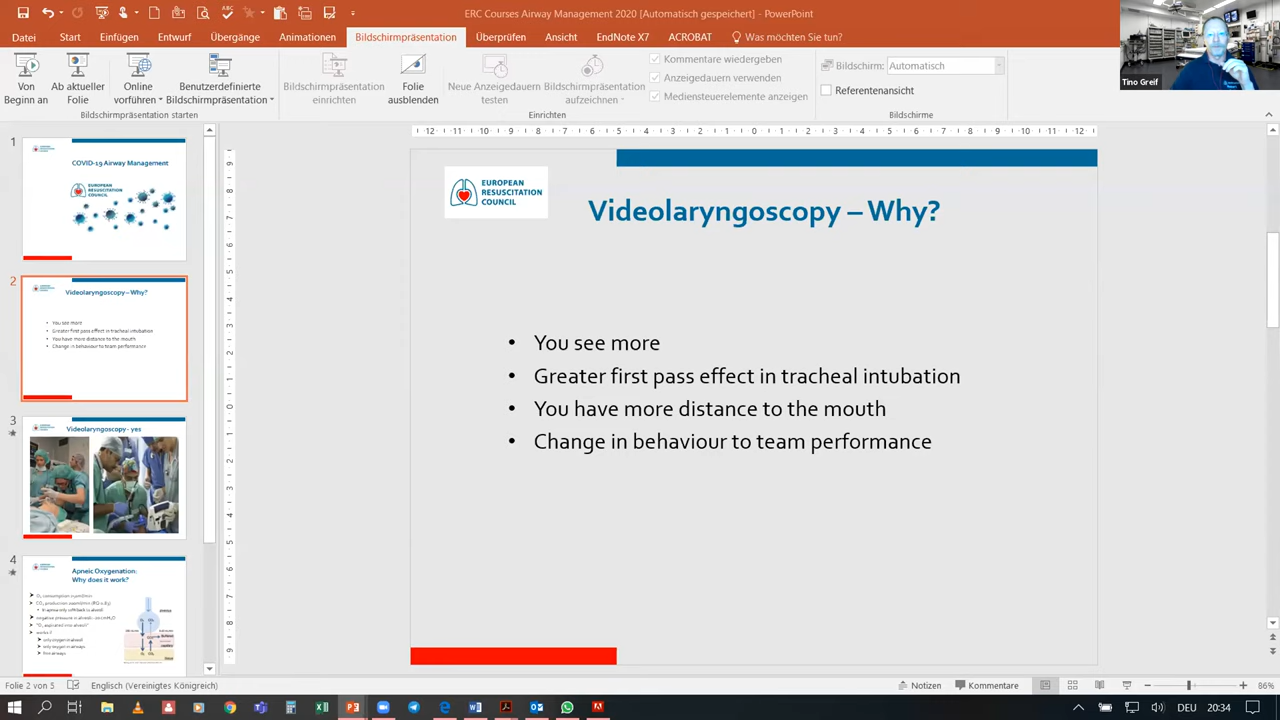 ERC Courses Airway Management 2020 [Automatisch gespeichert] - PowerPoint
Datei Start Einfügen Entwurf Übergänge Animationen Bildschirmpräsentation Überprüfen Ansicht EndNote X7 ACROBAT Was möchten Sie tun?
Von Beginn an
Ab aktueller Folie
Online vorführen
Benutzerdefinierte Bildschirmpräsentation
Bildschirmpräsentation einrichten
Folie ausblenden
Neue Anzeigedauern testen
Bildschirmpräsentation aufzeichnen
Kommentare wiedergeben
Anzeigedauern verwenden
Mediensteuerelemente anzeigen
Bildschirm: Automatisch
Referentenansicht
Bildschirmpräsentation starten
Einrichten
Bildschirme
Tino Greif
1
COVID-19 Airway Management
EUROPEAN
RESUSCITATION
COUNCIL
2
Videolaryngoscopy – Why?
• You see more
• Greater first pass effect in tracheal intubation
• You have more distance to the mouth
• Change in behaviour to team performance
3
Videolaryngoscopy - yes
4
Apneic Oxygenation:
Why does it work?
EUROPEAN
RESUSCITATION
COUNCIL
Videolaryngoscopy – Why?
• You see more
• Greater first pass effect in tracheal intubation
• You have more distance to the mouth
• Change in behaviour to team performance
Folie 2 von 5 Englisch (Vereinigtes Königreich) Notizen Kommentare 86%
DEU 20:34